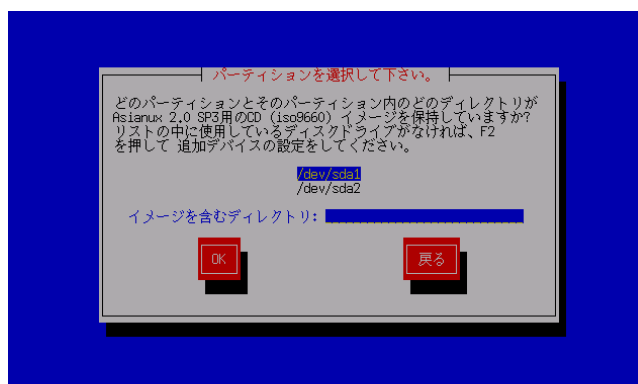 パーティションを選択して下さい。
どのパーティションとそのパーティション内のどのディレクトリが
Asianux 2.0 SP3用のCD (iso9660) イメージを保持していますか?
リストの中に使用しているディスクドライブがなければ、F2
を押して 追加デバイスの設定をしてください。
/dev/sda1
/dev/sda2
イメージを含むディレクトリ:
OK 戻る